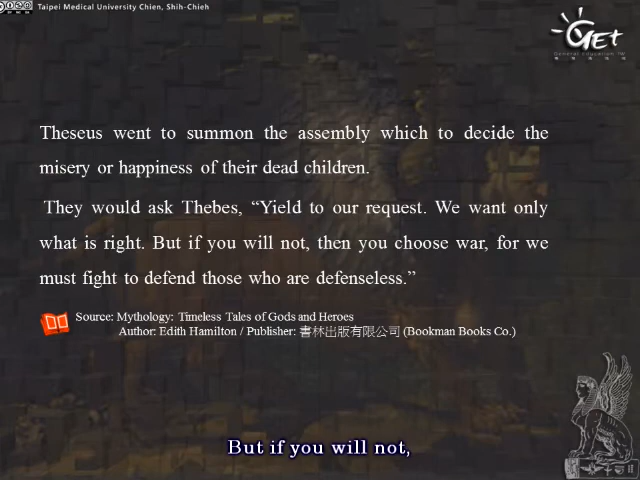 Taipei Medical University Chien, Shih-Chieh
GET
General Education TW
Theseus went to summon the assembly which to decide the
misery or happiness of their dead children.
They would ask Thebes, “Yield to our request. We want only
what is right. But if you will not, then you choose war, for we
must fight to defend those who are defenseless.”
Source: Mythology: Timeless Tales of Gods and Heroes
Author: Edith Hamilton / Publisher: 書林出版有限公司 (Bookman Books Co.)
But if you will not,